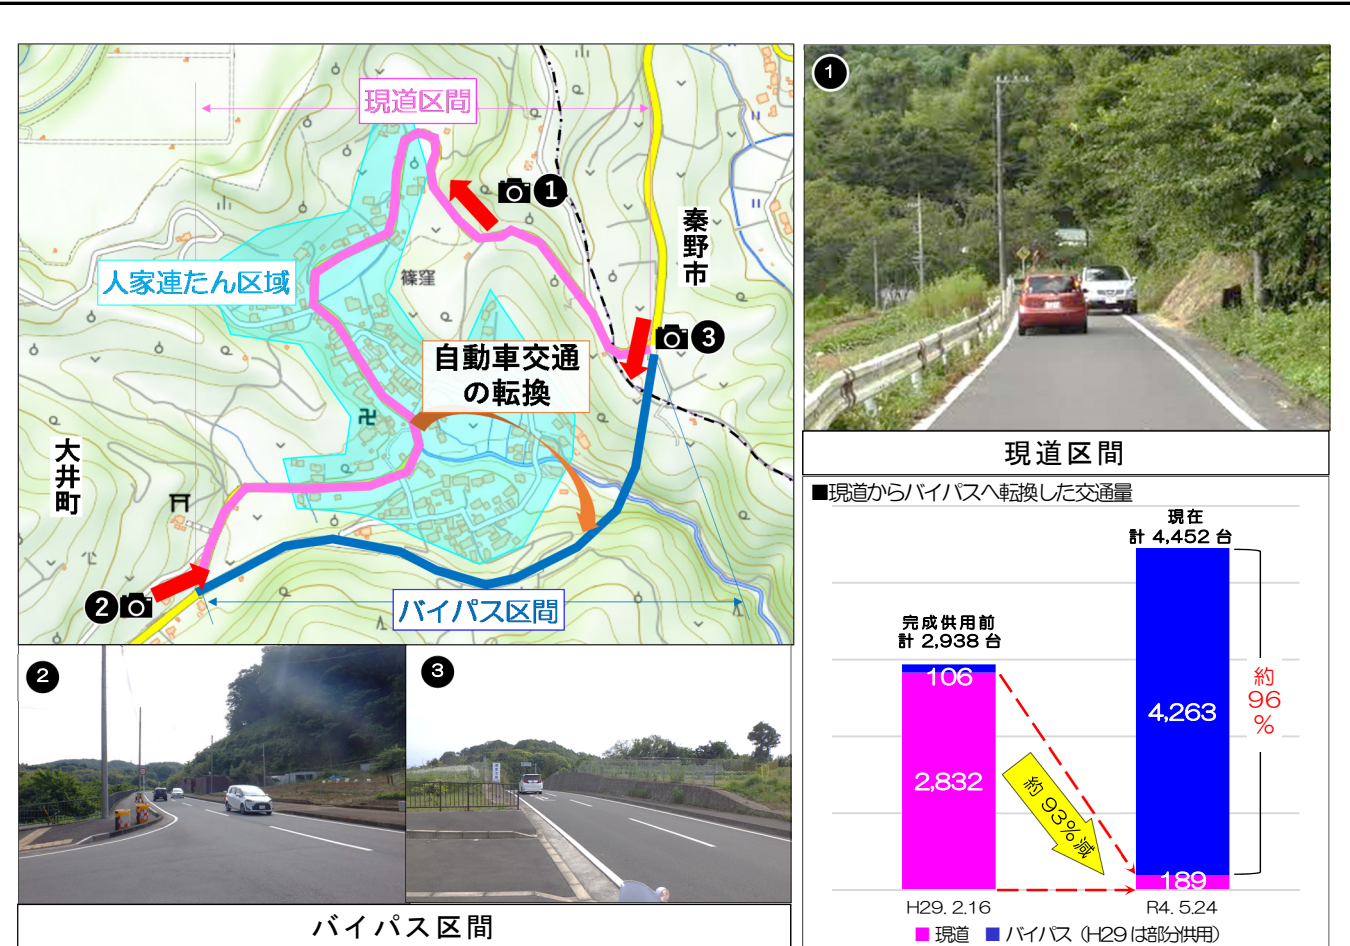 現道区間
❶
秦野市
人家連たん区域
篠窪
❸
自動車交通
の転換
大井町
❷
バイパス区間
1
現道区間
2
3
バイパス区間
■現道からバイパスへ転換した交通量
現在
計 4,452 台
完成供用前
計 2,938 台
106
2,832
4,263
189
約
96
%
約 93%減
H29. 2.16
R4. 5.24
■ 現道 ■ バイパス（H29は部分供用）